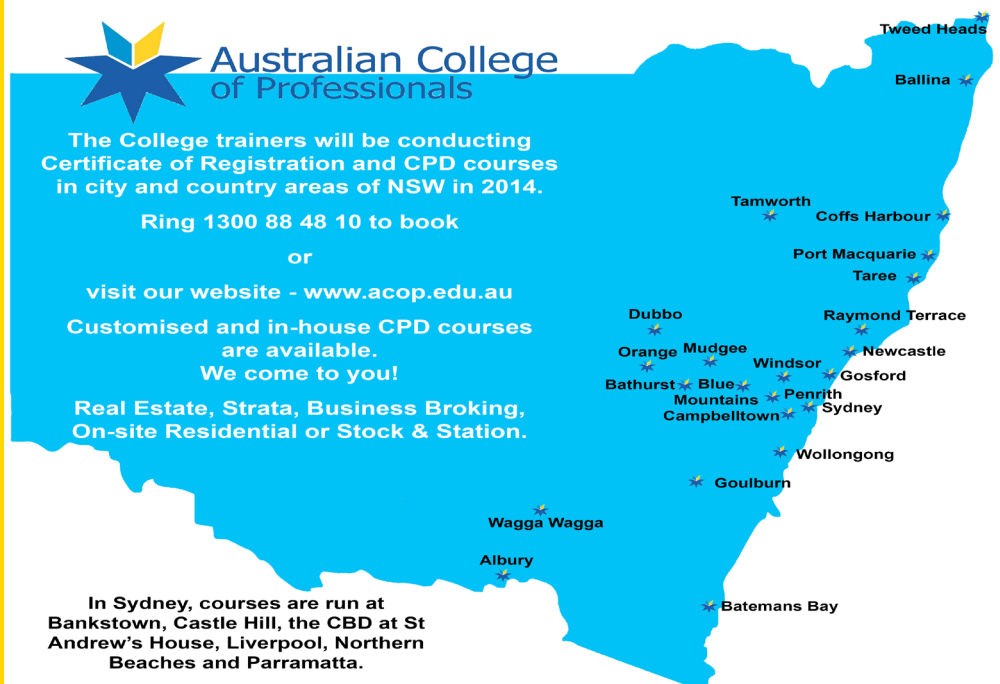 Australian College
of Professionals
The College trainers will be conducting
Certificate of Registration and CPD courses
in city and country areas of NSW in 2014.
Ring 1300 88 48 10 to book
or
visit our website - www.acop.edu.au
Customised and in-house CPD courses
are available.
We come to you!
Real Estate, Strata, Business Broking,
On-site Residential or Stock & Station.
Tweed Heads
Ballina
Tamworth
Coffs Harbour
Port Macquarie
Taree
Dubbo
Raymond Terrace
Orange
Mudgee
Newcastle
Windsor
Gosford
Bathurst
Blue
Mountains
Penrith
Sydney
Campbelltown
Wollongong
Goulburn
Wagga Wagga
Albury
Batemans Bay
In Sydney, courses are run at
Bankstown, Castle Hill, the CBD at St
Andrew's House, Liverpool, Northern
Beaches and Parramatta.